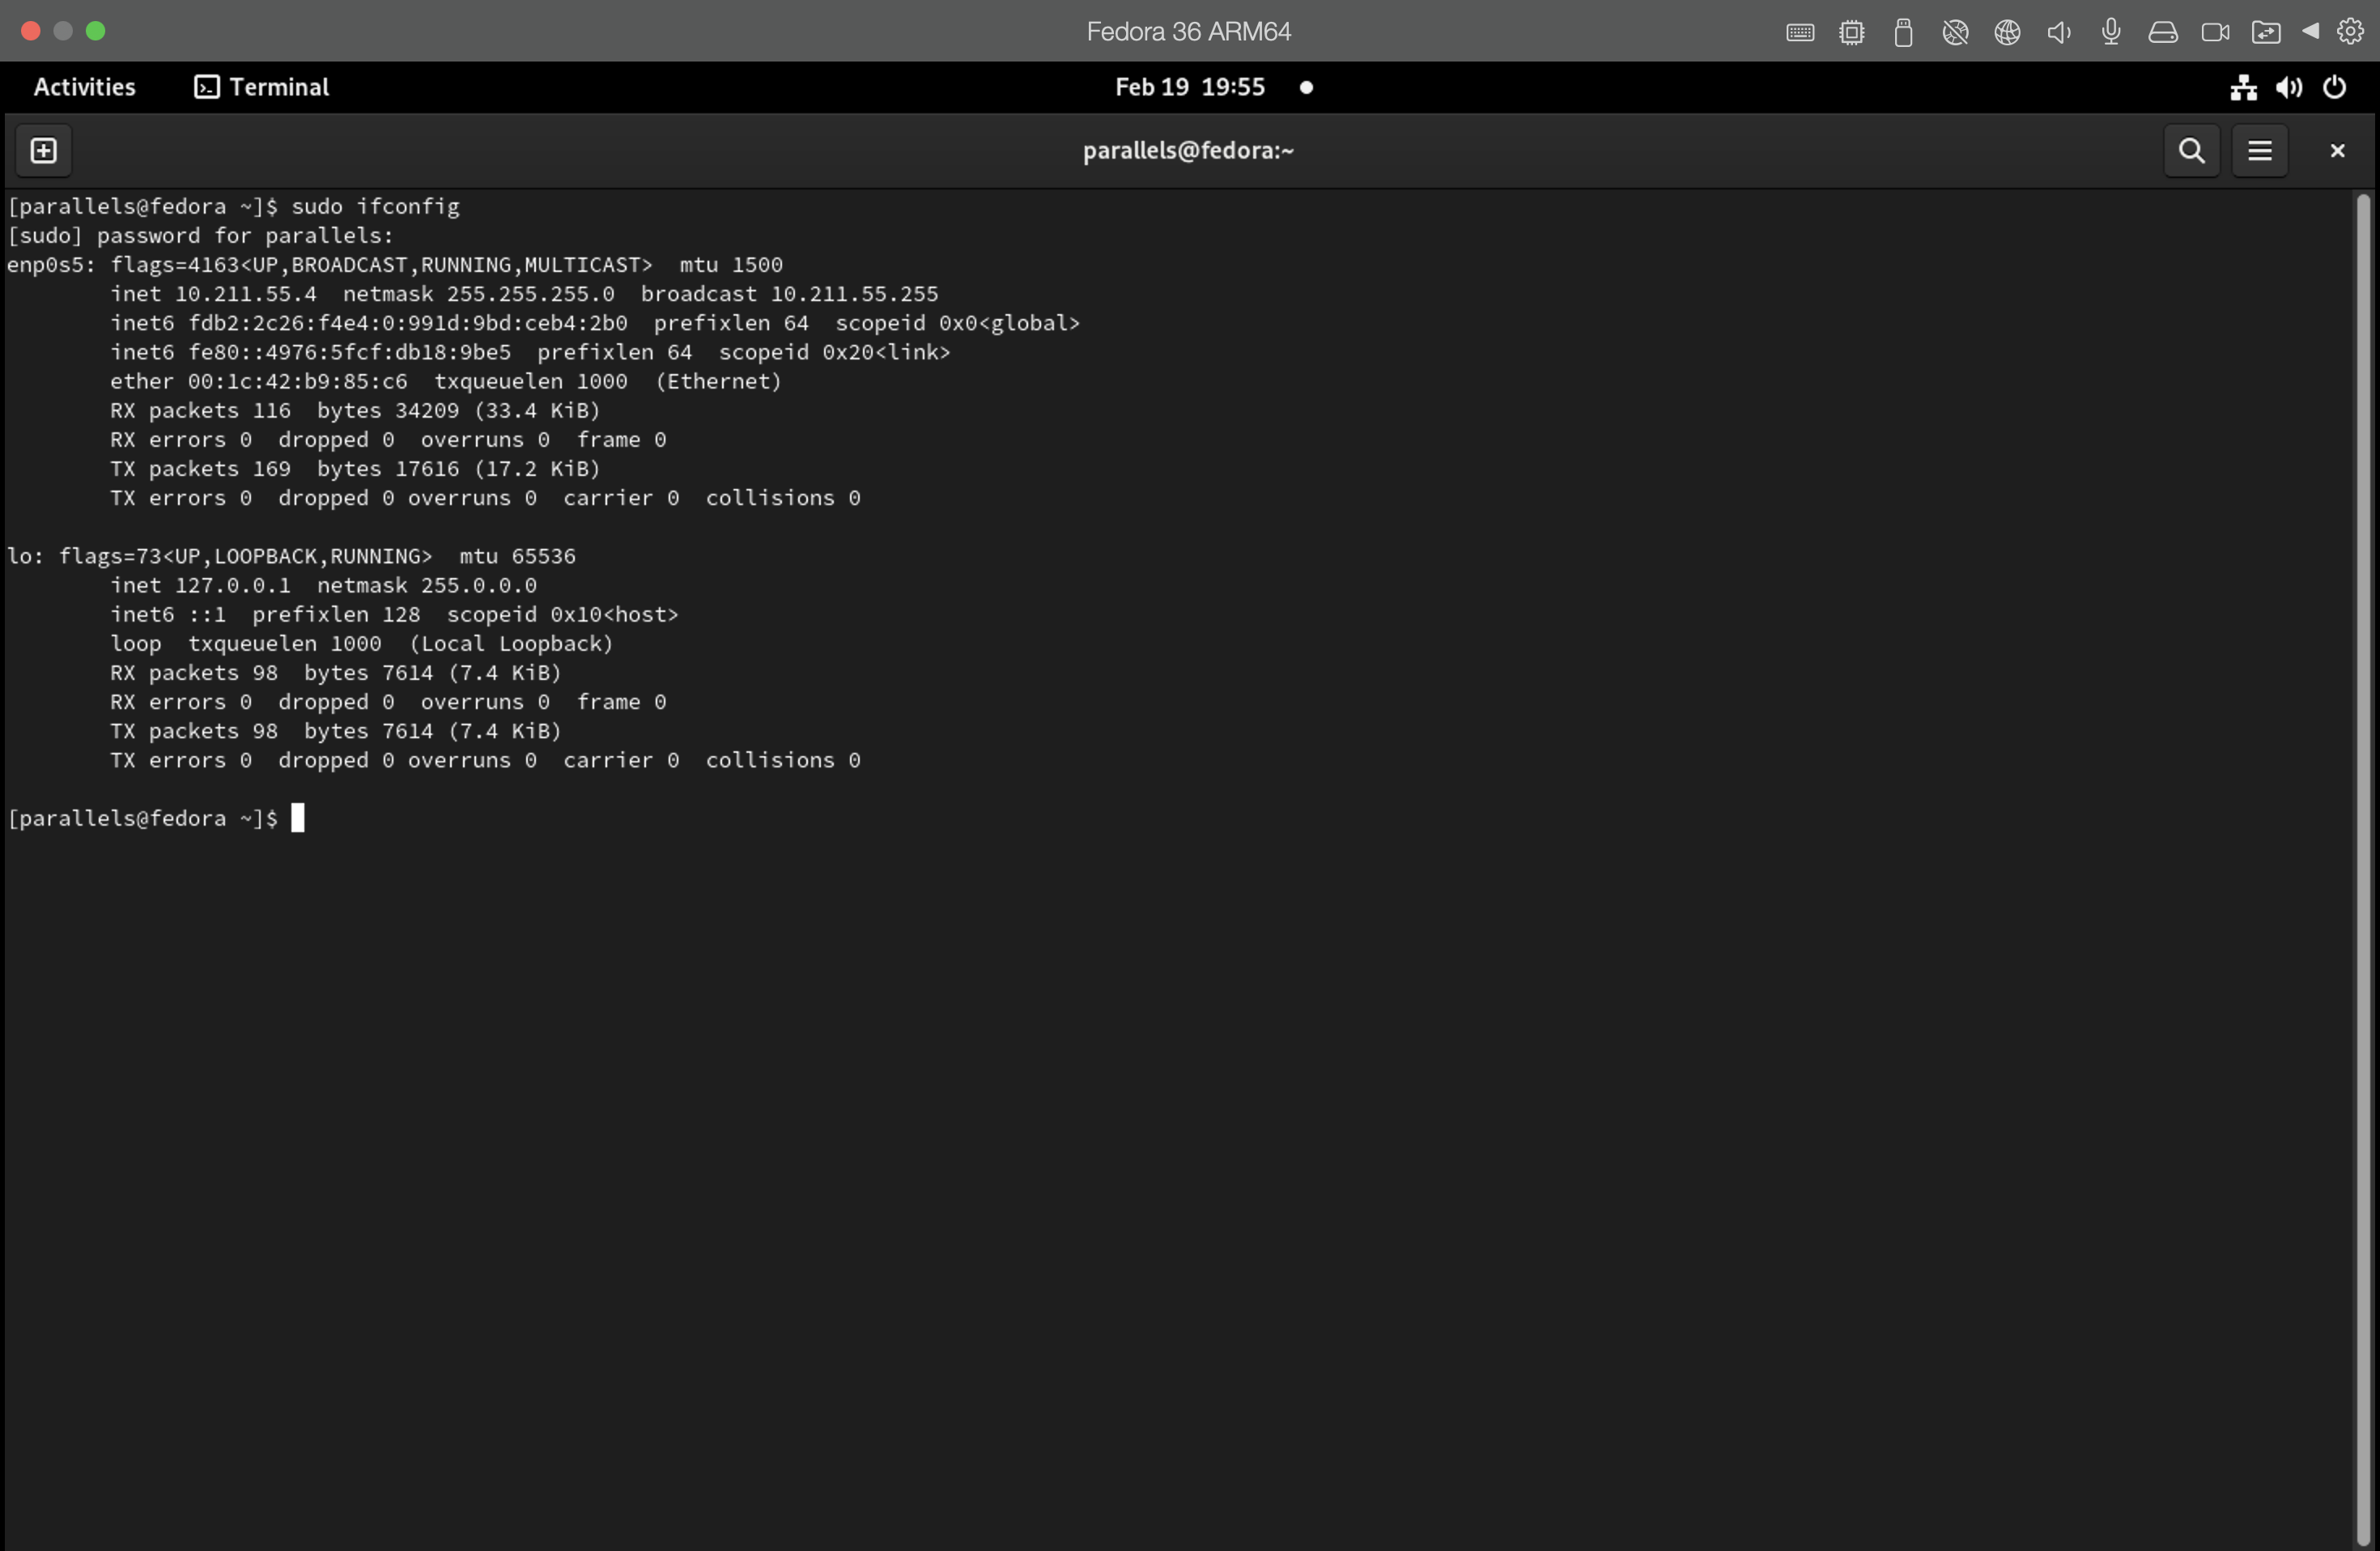 Fedora 36 ARM64
Activities Terminal Feb 19 19:55
parallels@fedora:~
[parallels@fedora ~]$ sudo ifconfig
[sudo] password for parallels:
enp0s5: flags=4163<UP,BROADCAST,RUNNING,MULTICAST>  mtu 1500
        inet 10.211.55.4  netmask 255.255.255.0  broadcast 10.211.55.255
        inet6 fdb2:2c26:f4e4:0:991d:9bd:ceb4:2b0  prefixlen 64  scopeid 0x0<global>
        inet6 fe80::4976:5fcf:db18:9be5  prefixlen 64  scopeid 0x20<link>
        ether 00:1c:42:b9:85:c6  txqueuelen 1000  (Ethernet)
        RX packets 116  bytes 34209 (33.4 KiB)
        RX errors 0  dropped 0  overruns 0  frame 0
        TX packets 169  bytes 17616 (17.2 KiB)
        TX errors 0  dropped 0 overruns 0  carrier 0  collisions 0
lo: flags=73<UP,LOOPBACK,RUNNING>  mtu 65536
        inet 127.0.0.1  netmask 255.0.0.0
        inet6 ::1  prefixlen 128  scopeid 0x10<host>
        loop  txqueuelen 1000  (Local Loopback)
        RX packets 98  bytes 7614 (7.4 KiB)
        RX errors 0  dropped 0  overruns 0  frame 0
        TX packets 98  bytes 7614 (7.4 KiB)
        TX errors 0  dropped 0 overruns 0  carrier 0  collisions 0
[parallels@fedora ~]$